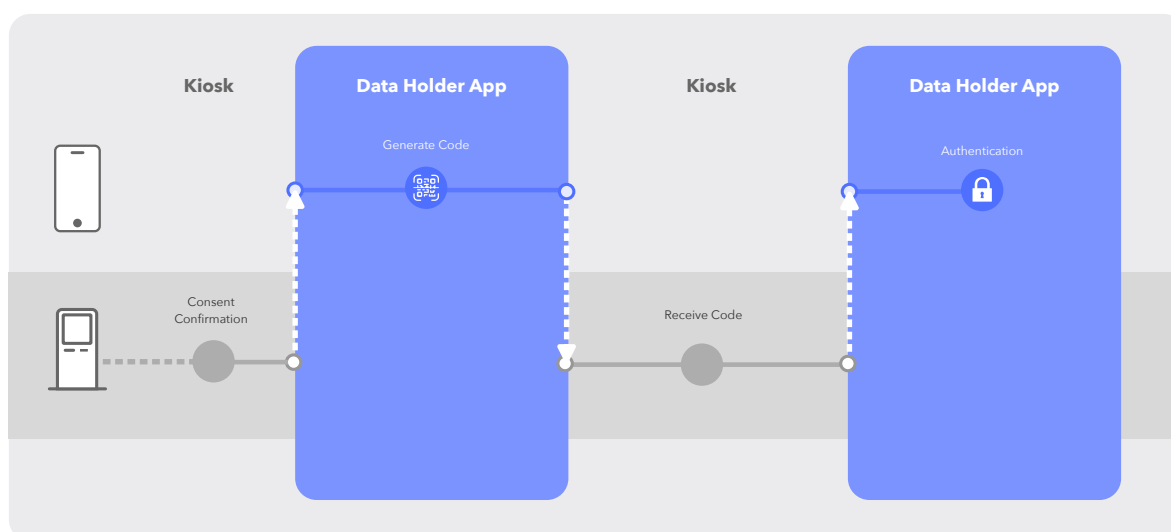 Kiosk
Data Holder App
Kiosk
Data Holder App
Generate Code
Authentication
Consent
Confirmation
Receive Code